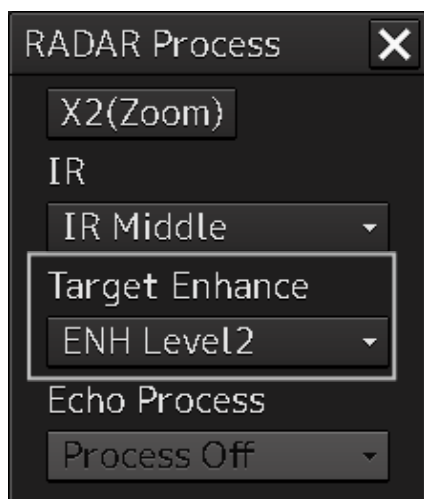 RADAR Process
X2(Zoom)
IR
IR Middle
Target Enhance
ENH Level2
Echo Process
Process Off